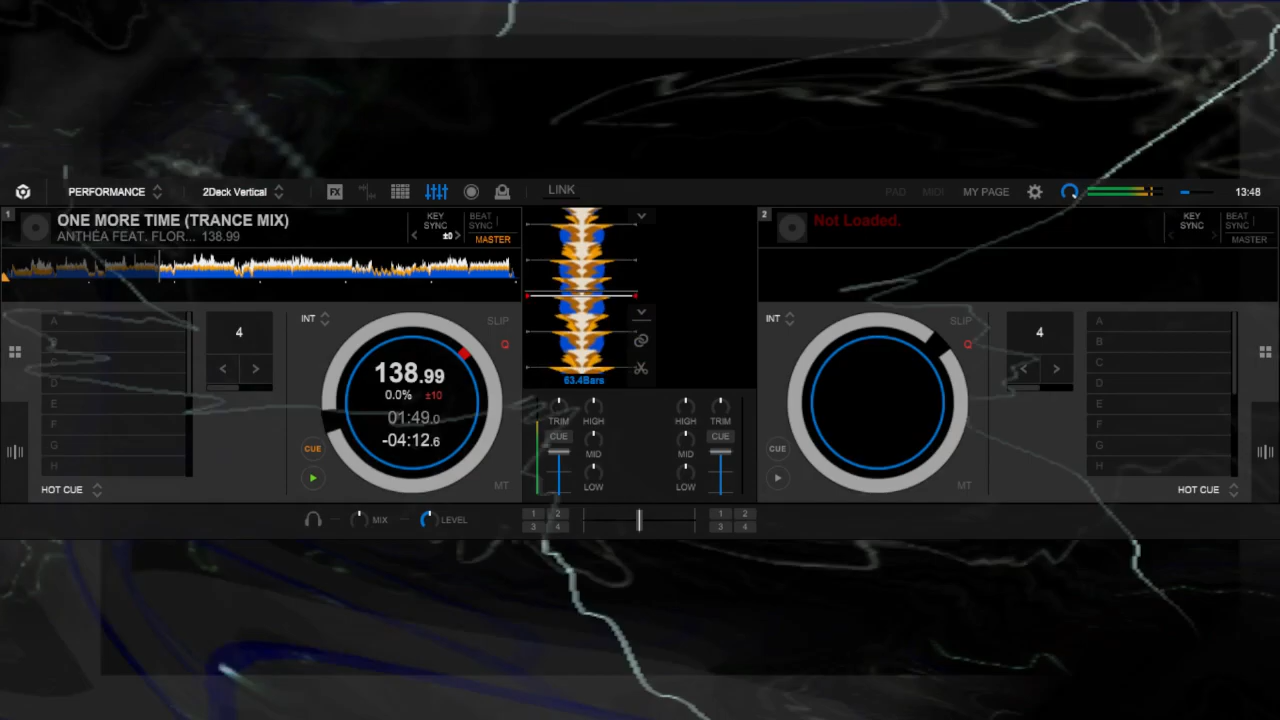 PERFORMANCE
2Deck Vertical
FX
LINK
PAD
MIDI
MY PAGE
13:48
1
ONE MORE TIME (TRANCE MIX)
ANTHÉA FEAT. FLOR... 138.99
KEY SYNC
±0
BEAT SYNC
MASTER
2
Not Loaded.
KEY SYNC
BEAT SYNC
MASTER
A
B
C
D
E
F
G
H
HOT CUE
4
INT
SLIP
Q
138.99
0.0% ±10
01:49.0
-04:12.6
CUE
MT
63.4Bars
TRIM HIGH HIGH TRIM
CUE CUE
MID MID
LOW LOW
INT
SLIP
Q
CUE
MT
4
A
B
C
D
E
F
G
H
HOT CUE
MIX
LEVEL
1 2
3 4
1 2
3 4